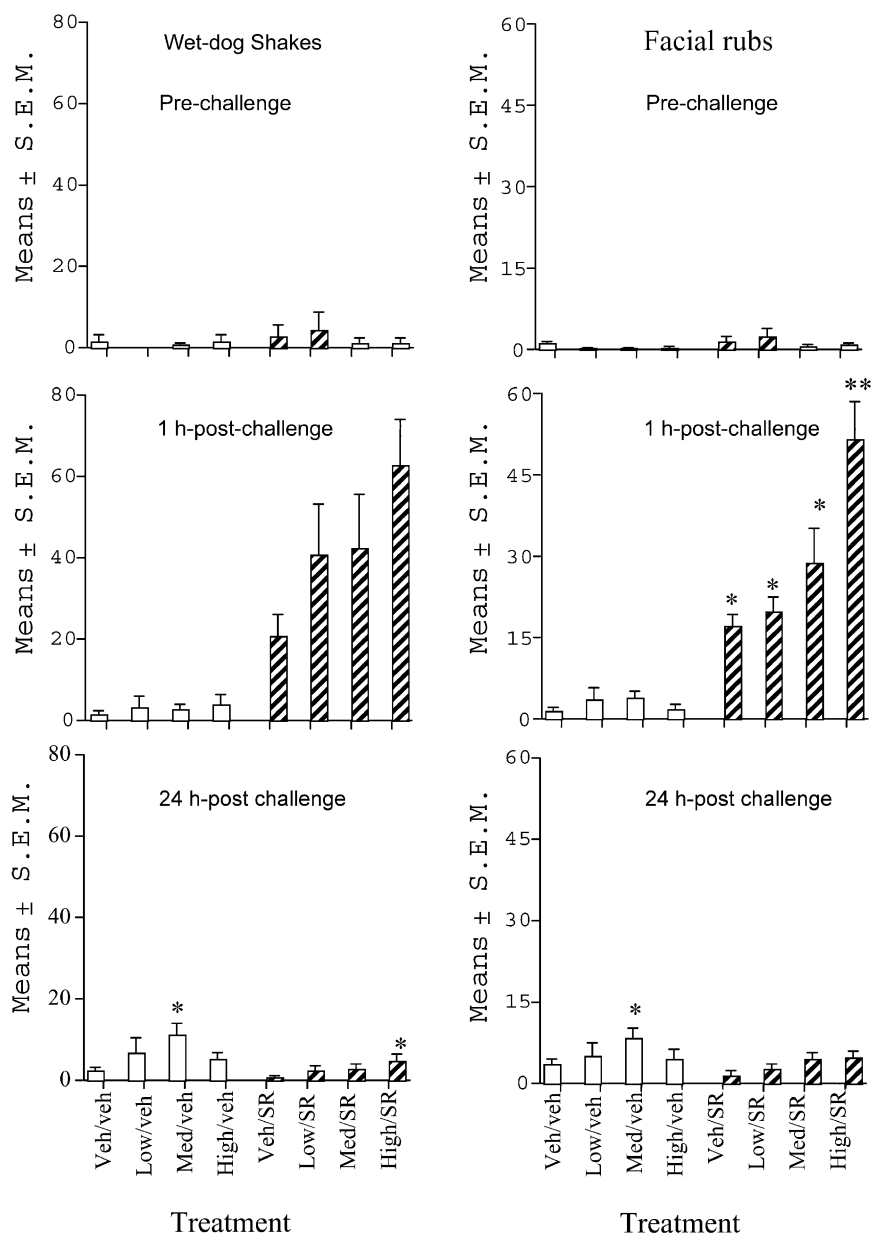 Wet-dog Shakes
Pre-challenge
Means ± S.E.M.
80
60
40
20
0
Facial rubs
Pre-challenge
Means ± S.E.M.
60
45
30
15
0
1 h-post-challenge
Means ± S.E.M.
80
60
40
20
0
1 h-post-challenge
Means ± S.E.M.
60
45
30
15
0
*
*
*
**
24 h-post challenge
Means ± S.E.M.
80
60
40
20
0
*
*
Veh/veh
Low/veh
Med/veh
High/veh
Veh/SR
Low/SR
Med/SR
High/SR
Treatment
24 h-post challenge
Means ± S.E.M.
60
45
30
15
0
*
Veh/veh
Low/veh
Med/veh
High/veh
Veh/SR
Low/SR
Med/SR
High/SR
Treatment